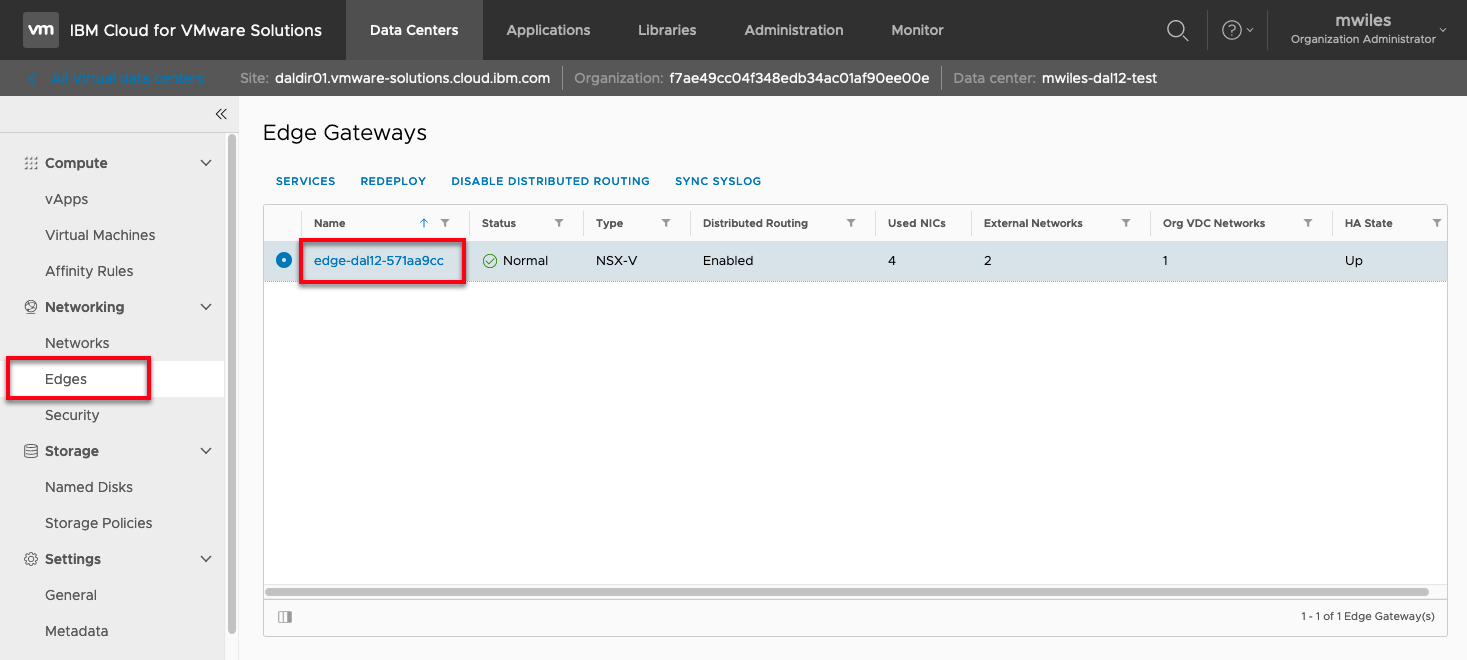 vm IBM Cloud for VMware Solutions Data Centers Applications Libraries Administration Monitor ? mwiles
Organization Administrator
All Virtual data centers Site: daldir01.vmware-solutions.cloud.ibm.com Organization: f7ae49cc04f348edb34ac01af90ee00e Data center: mwiles-dal12-test
Compute
vApps
Virtual Machines
Affinity Rules
Networking
Networks
Edges
Security
Storage
Named Disks
Storage Policies
Settings
General
Metadata
Edge Gateways
SERVICES REDEPLOY DISABLE DISTRIBUTED ROUTING SYNC SYSLOG
Name Status Type Distributed Routing Used NICs External Networks Org VDC Networks HA State
edge-dal12-571aa9cc Normal NSX-V Enabled 4 2 1 Up
1 - 1 of 1 Edge Gateway(s)